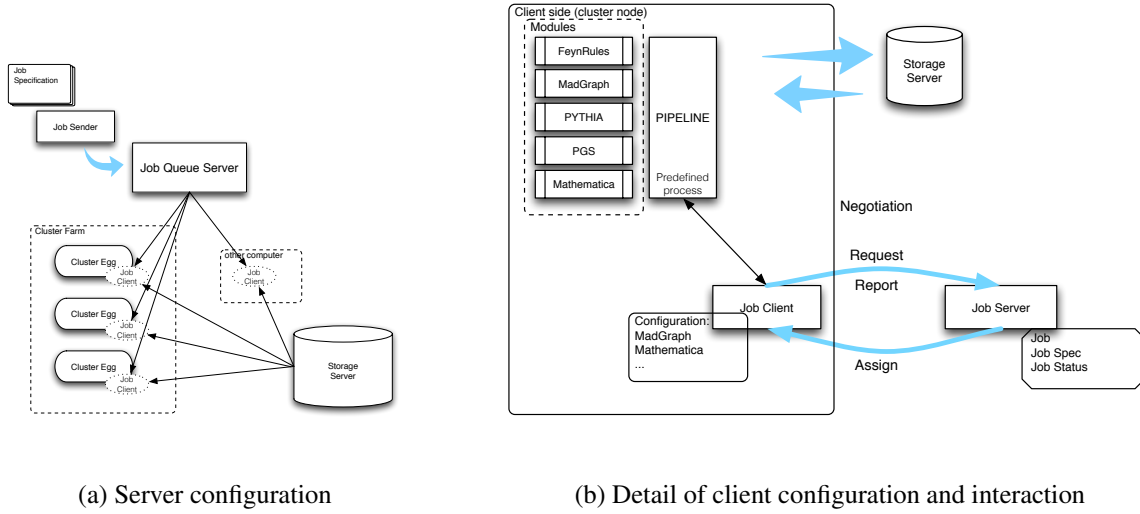 Job
Specification
Job Sender
Job Queue Server
Cluster Farm
Cluster Egg
Job
Client
Cluster Egg
Job
Client
Cluster Egg
Job
Client
other computer
Job
Client
Storage
Server
(a) Server configuration
Client side (cluster node)
Modules
FeynRules
MadGraph
PYTHIA
PGS
Mathematica
PIPELINE
Predefined
process
Storage
Server
Negotiation
Request
Report
Job Client
Configuration:
MadGraph
Mathematica
...
Job Server
Job
Job Spec
Job Status
Assign
(b) Detail of client configuration and interaction